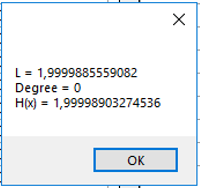 L = 1,9999885559082
Degree = 0
H(x) = 1,99998903274536
OK